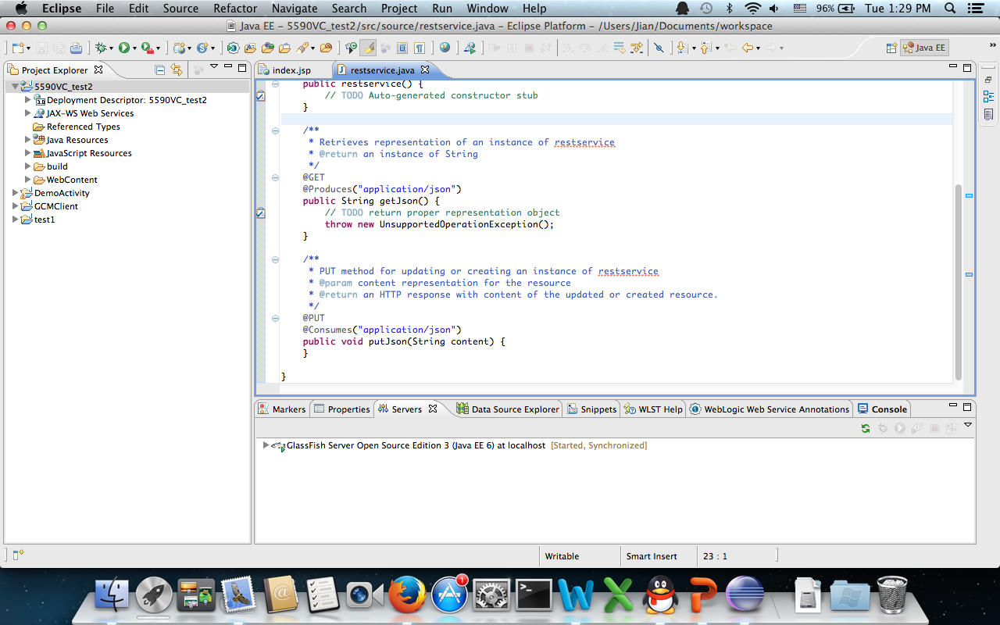 Eclipse File Edit Source Refactor Navigate Search Project Run Window Help 96% Tue 1:29 PM
Java EE – 5590VC_test2/src/source/restservice.java – Eclipse Platform – /Users/Jian/Documents/workspace
Java EE
Project Explorer
5590VC_test2
Deployment Descriptor: 5590VC_test2
JAX-WS Web Services
Referenced Types
Java Resources
JavaScript Resources
build
WebContent
DemoActivity
GCMClient
test1
index.jsp restservice.java
public restservice() {
// TODO Auto-generated constructor stub
}
/**
* Retrieves representation of an instance of restservice
* @return an instance of String
*/
@GET
@Produces("application/json")
public String getJson() {
// TODO return proper representation object
throw new UnsupportedOperationException();
}
/**
* PUT method for updating or creating an instance of restservice
* @param content representation for the resource
* @return an HTTP response with content of the updated or created resource.
*/
@PUT
@Consumes("application/json")
public void putJson(String content) {
}
}
Markers Properties Servers Data Source Explorer Snippets WLST Help WebLogic Web Service Annotations Console
GlassFish Server Open Source Edition 3 (Java EE 6) at localhost [Started, Synchronized]
Writable Smart Insert 23 : 1
1